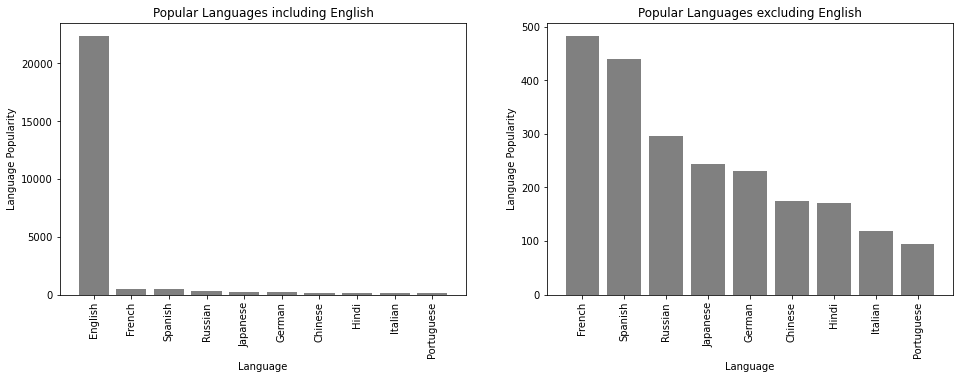 Popular Languages including English
Language Popularity
20000
15000
10000
5000
0
English
French
Spanish
Russian
Japanese
German
Chinese
Hindi
Italian
Portuguese
Language
Popular Languages excluding English
Language Popularity
500
400
300
200
100
0
French
Spanish
Russian
Japanese
German
Chinese
Hindi
Italian
Portuguese
Language